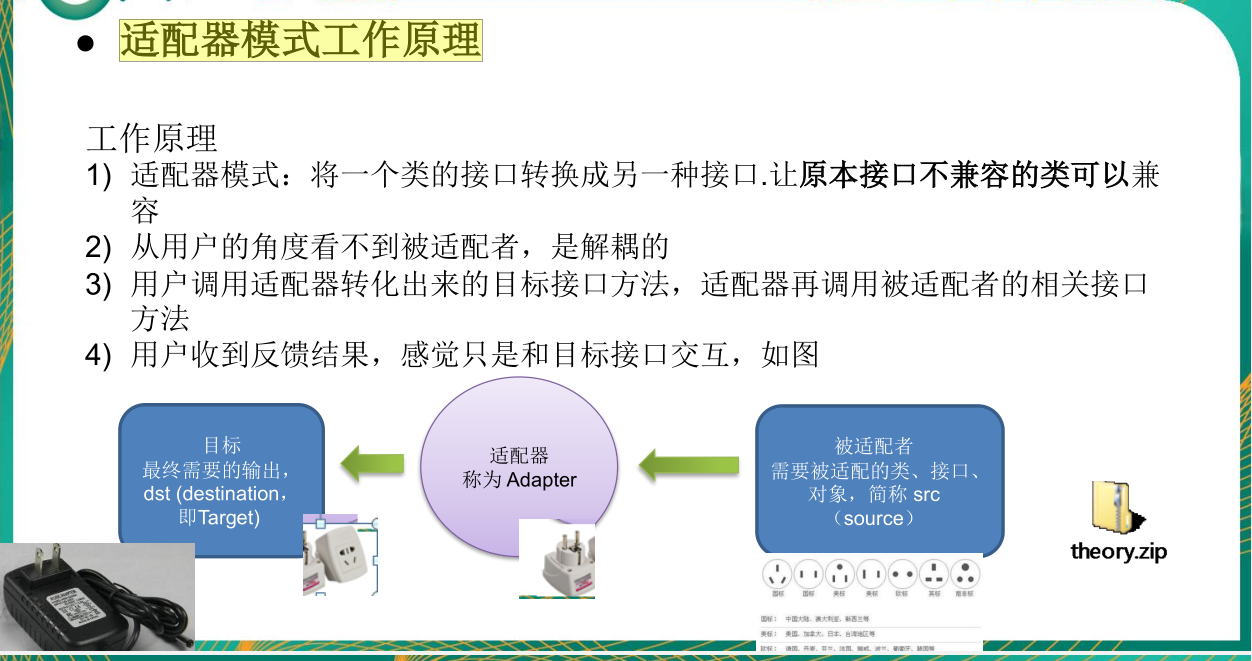 ● 适配器模式工作原理
工作原理
1) 适配器模式：将一个类的接口转换成另一种接口.让原本接口不兼容的类可以兼
容
2) 从用户的角度看不到被适配者，是解耦的
3) 用户调用适配器转化出来的目标接口方法，适配器再调用被适配者的相关接口
方法
4) 用户收到反馈结果，感觉只是和目标接口交互，如图
目标
最终需要的输出，
dst (destination，
即Target)
适配器
称为 Adapter
被适配者
需要被适配的类、接口、
对象，简称 src
（source）
theory.zip
国标 国标 美标 美标 欧标 英标 南非标
国标： 中国大陆、澳大利亚、新西兰等
美标： 美国、加拿大、日本、台湾地区等